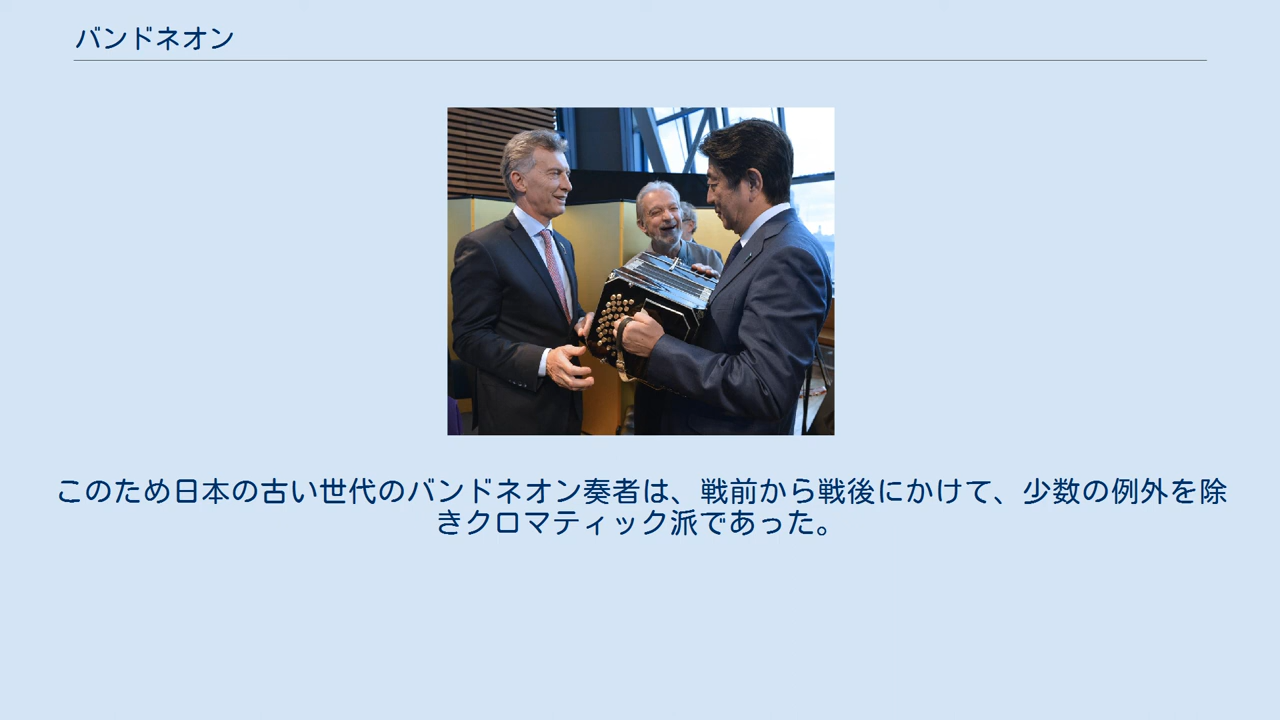 バンドネオン
このため日本の古い世代のバンドネオン奏者は、戦前から戦後にかけて、少数の例外を除
きクロマティック派であった。